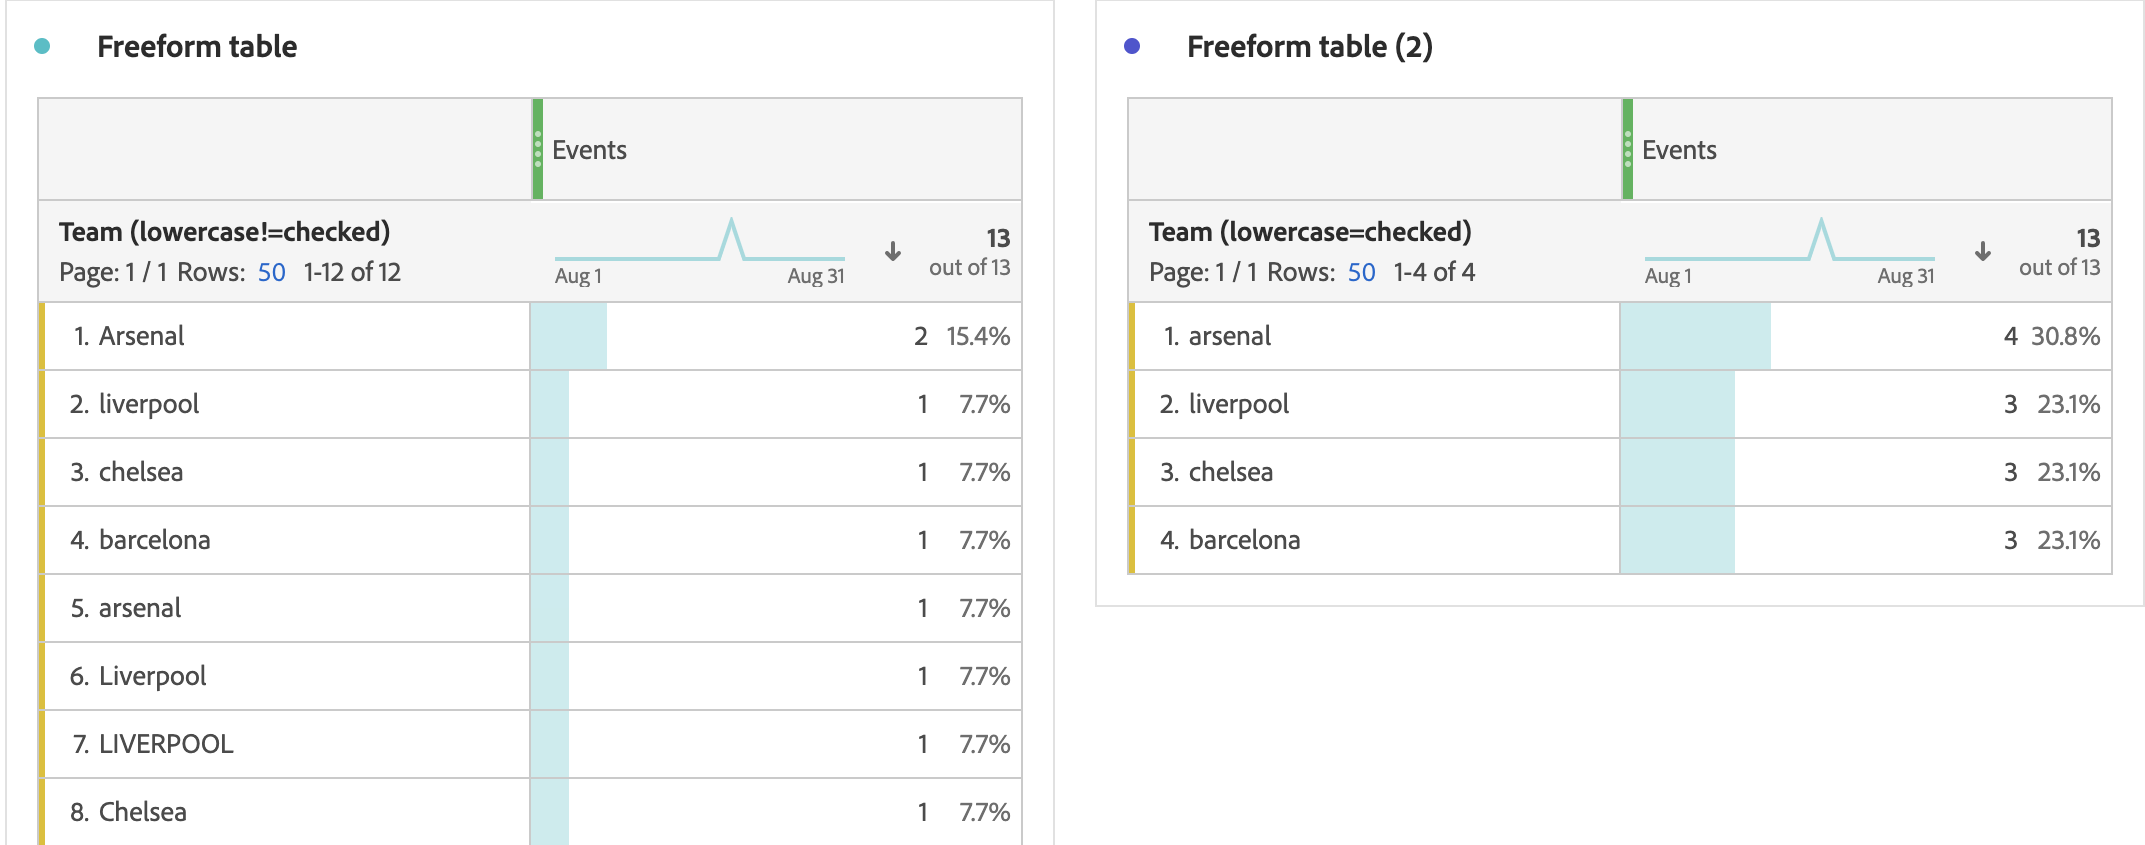 Freeform table
Events
Team (lowercase!=checked)
Page: 1 / 1 Rows: 50 1-12 of 12
Aug 1
Aug 31
13
out of 13
1. Arsenal 2 15.4%
2. liverpool 1 7.7%
3. chelsea 1 7.7%
4. barcelona 1 7.7%
5. arsenal 1 7.7%
6. Liverpool 1 7.7%
7. LIVERPOOL 1 7.7%
8. Chelsea 1 7.7%
Freeform table (2)
Events
Team (lowercase=checked)
Page: 1 / 1 Rows: 50 1-4 of 4
Aug 1
Aug 31
13
out of 13
1. arsenal 4 30.8%
2. liverpool 3 23.1%
3. chelsea 3 23.1%
4. barcelona 3 23.1%